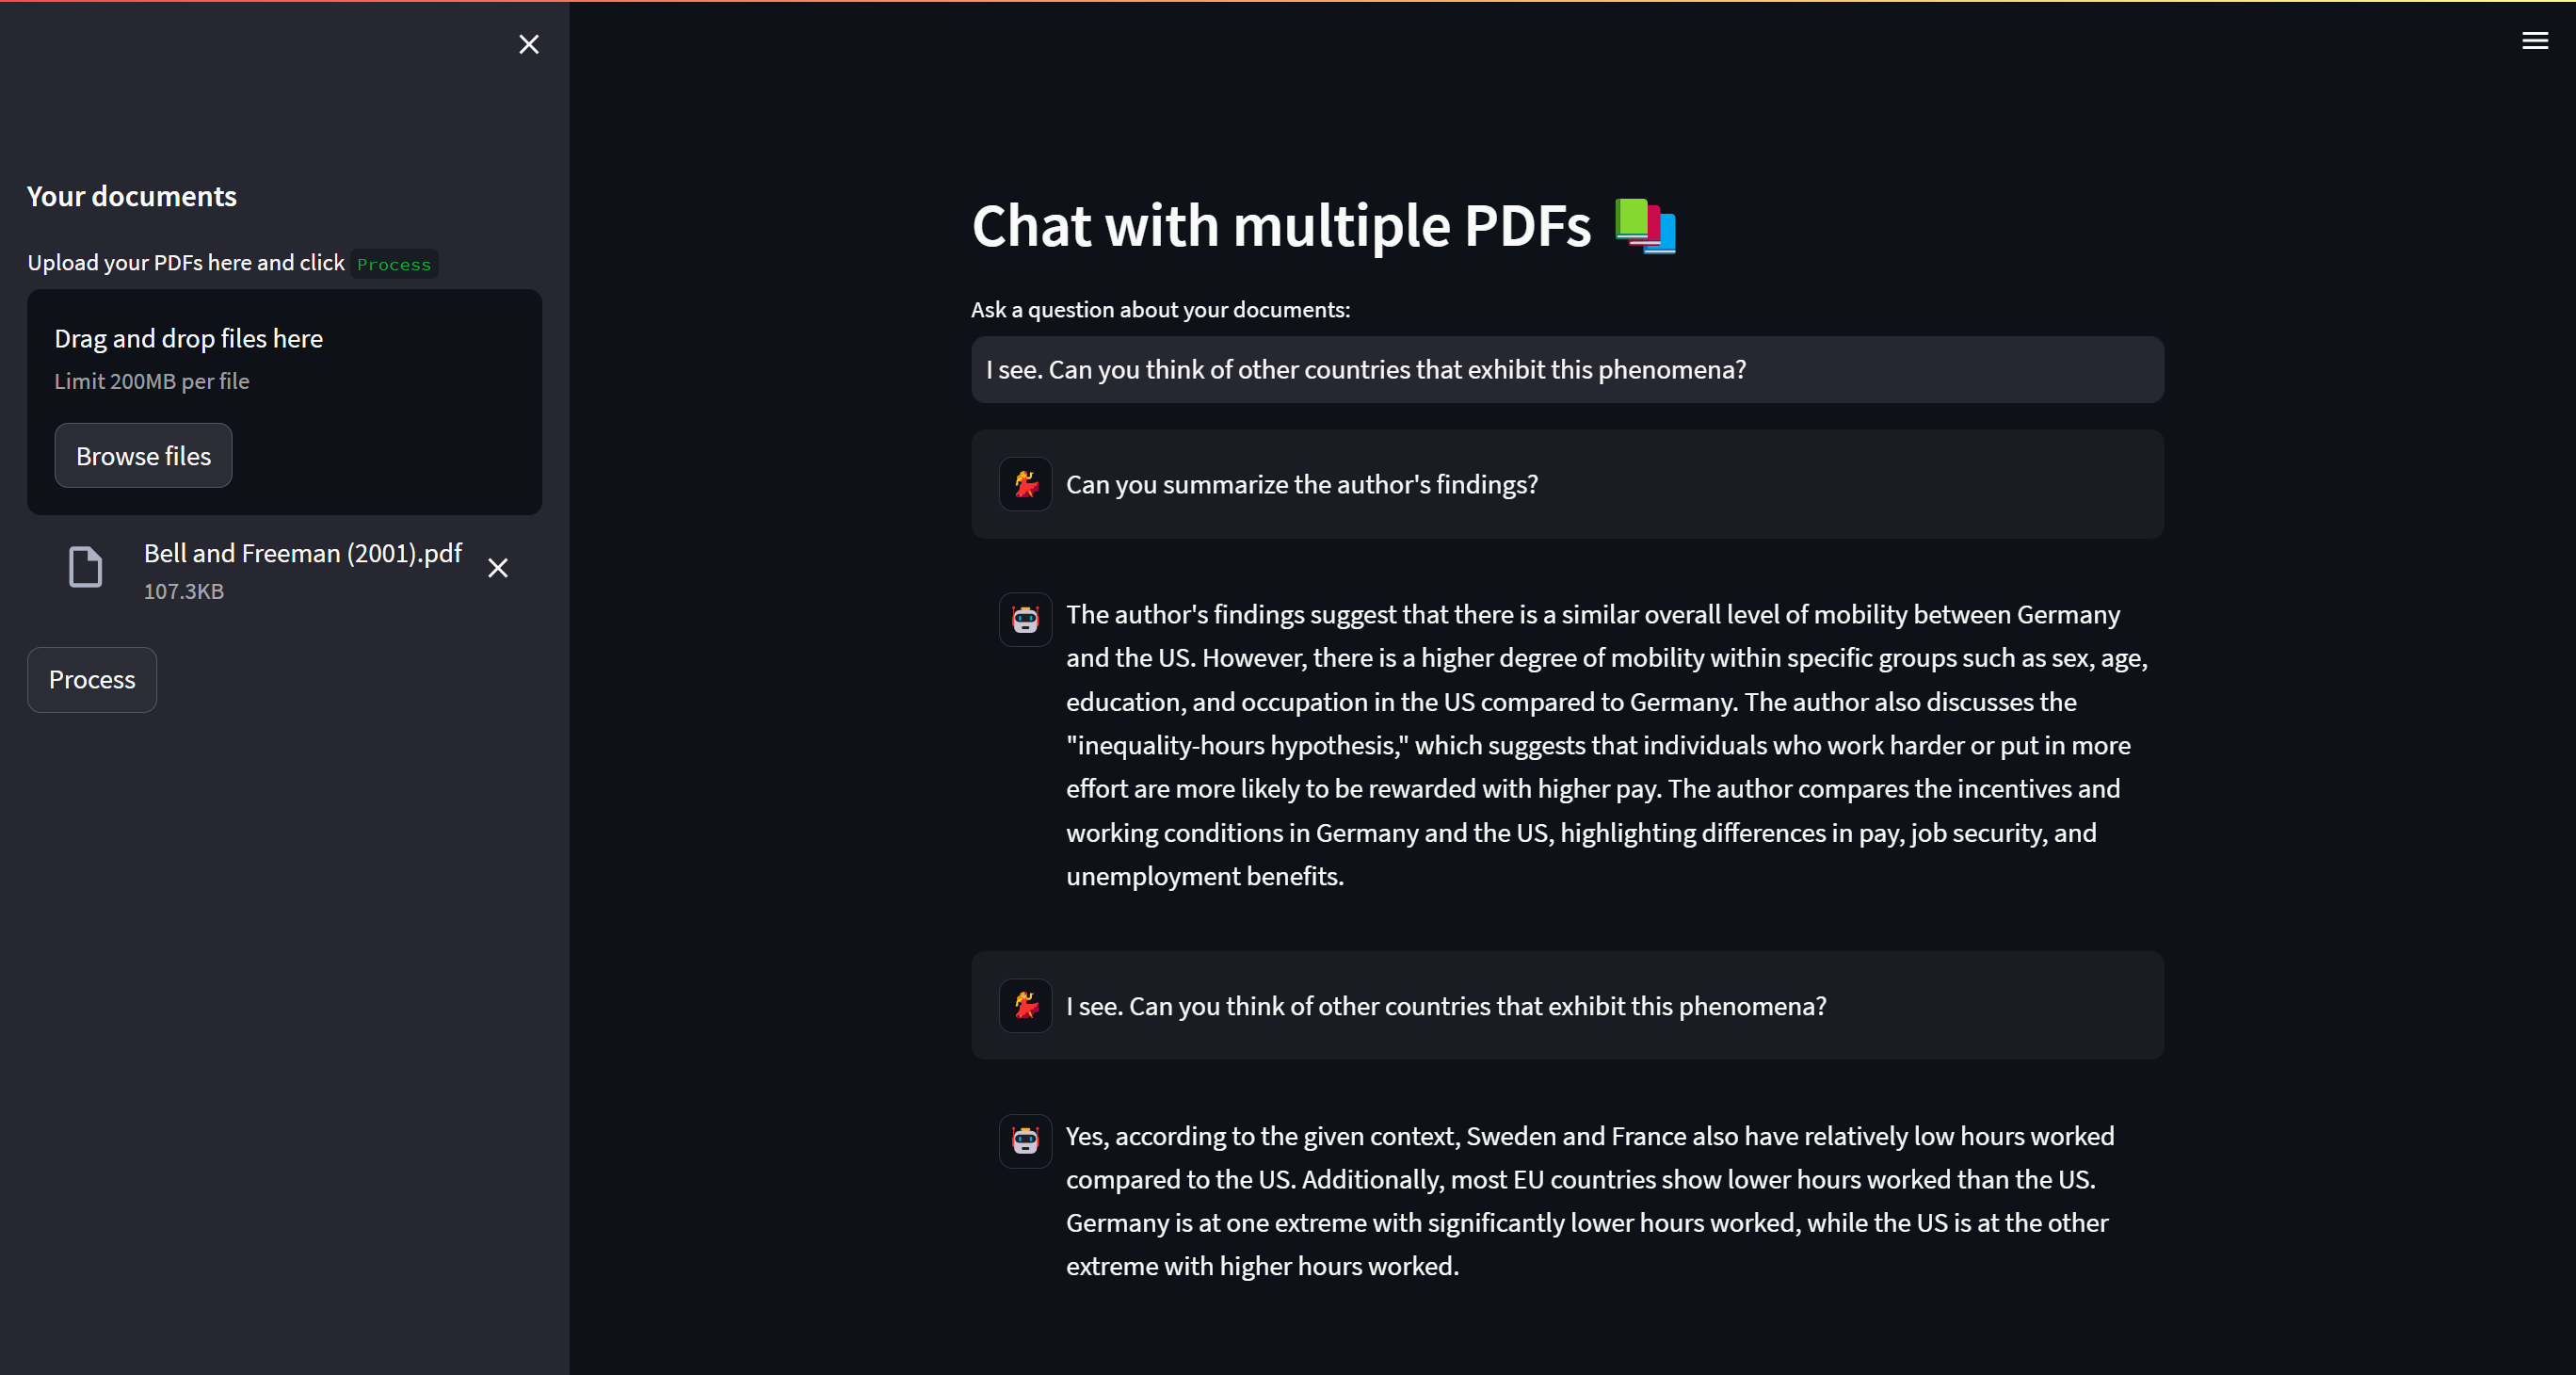 Your documents
Upload your PDFs here and click Process
Drag and drop files here
Limit 200MB per file
Browse files
Bell and Freeman (2001).pdf
107.3KB
Process
Chat with multiple PDFs
Ask a question about your documents:
I see. Can you think of other countries that exhibit this phenomena?
Can you summarize the author's findings?
The author's findings suggest that there is a similar overall level of mobility between Germany
and the US. However, there is a higher degree of mobility within specific groups such as sex, age,
education, and occupation in the US compared to Germany. The author also discusses the
"inequality-hours hypothesis," which suggests that individuals who work harder or put in more
effort are more likely to be rewarded with higher pay. The author compares the incentives and
working conditions in Germany and the US, highlighting differences in pay, job security, and
unemployment benefits.
I see. Can you think of other countries that exhibit this phenomena?
Yes, according to the given context, Sweden and France also have relatively low hours worked
compared to the US. Additionally, most EU countries show lower hours worked than the US.
Germany is at one extreme with significantly lower hours worked, while the US is at the other
extreme with higher hours worked.